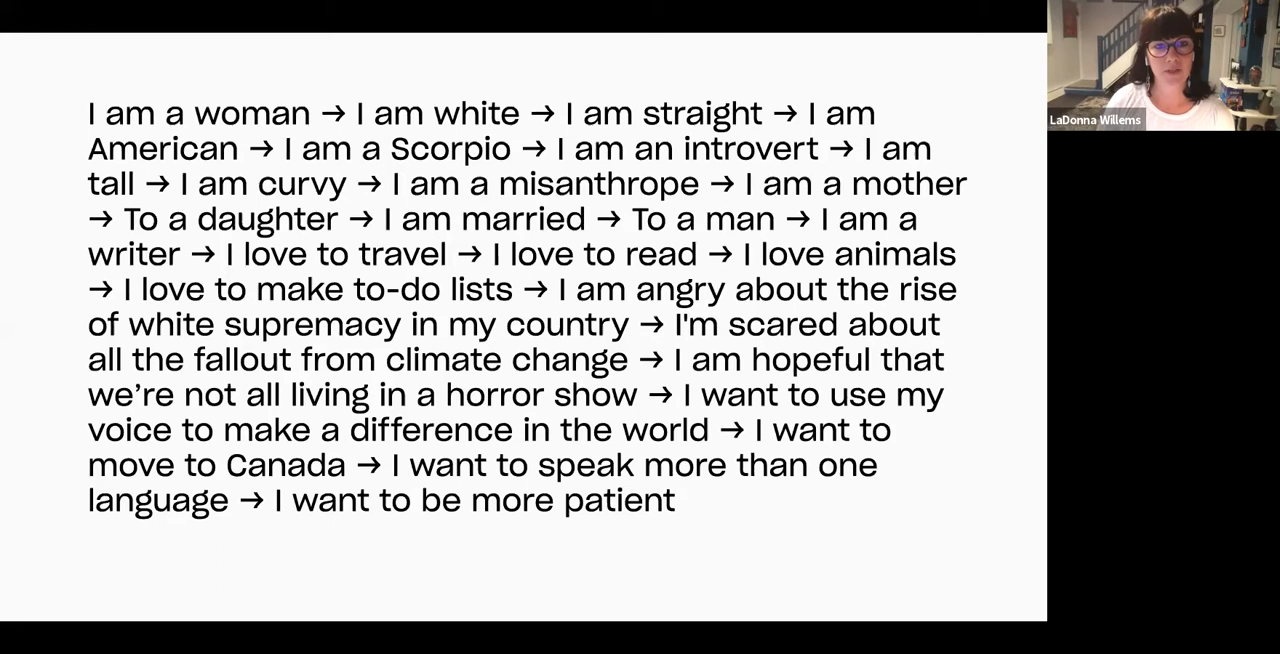 I am a woman → I am white → I am straight → I am
American → I am a Scorpio → I am an introvert → I am
tall → I am curvy → I am a misanthrope → I am a mother
→ To a daughter → I am married → To a man → I am a
writer → I love to travel → I love to read → I love animals
→ I love to make to-do lists → I am angry about the rise
of white supremacy in my country → I'm scared about
all the fallout from climate change → I am hopeful that
we’re not all living in a horror show → I want to use my
voice to make a difference in the world → I want to
move to Canada → I want to speak more than one
language → I want to be more patient
LaDonna Willems